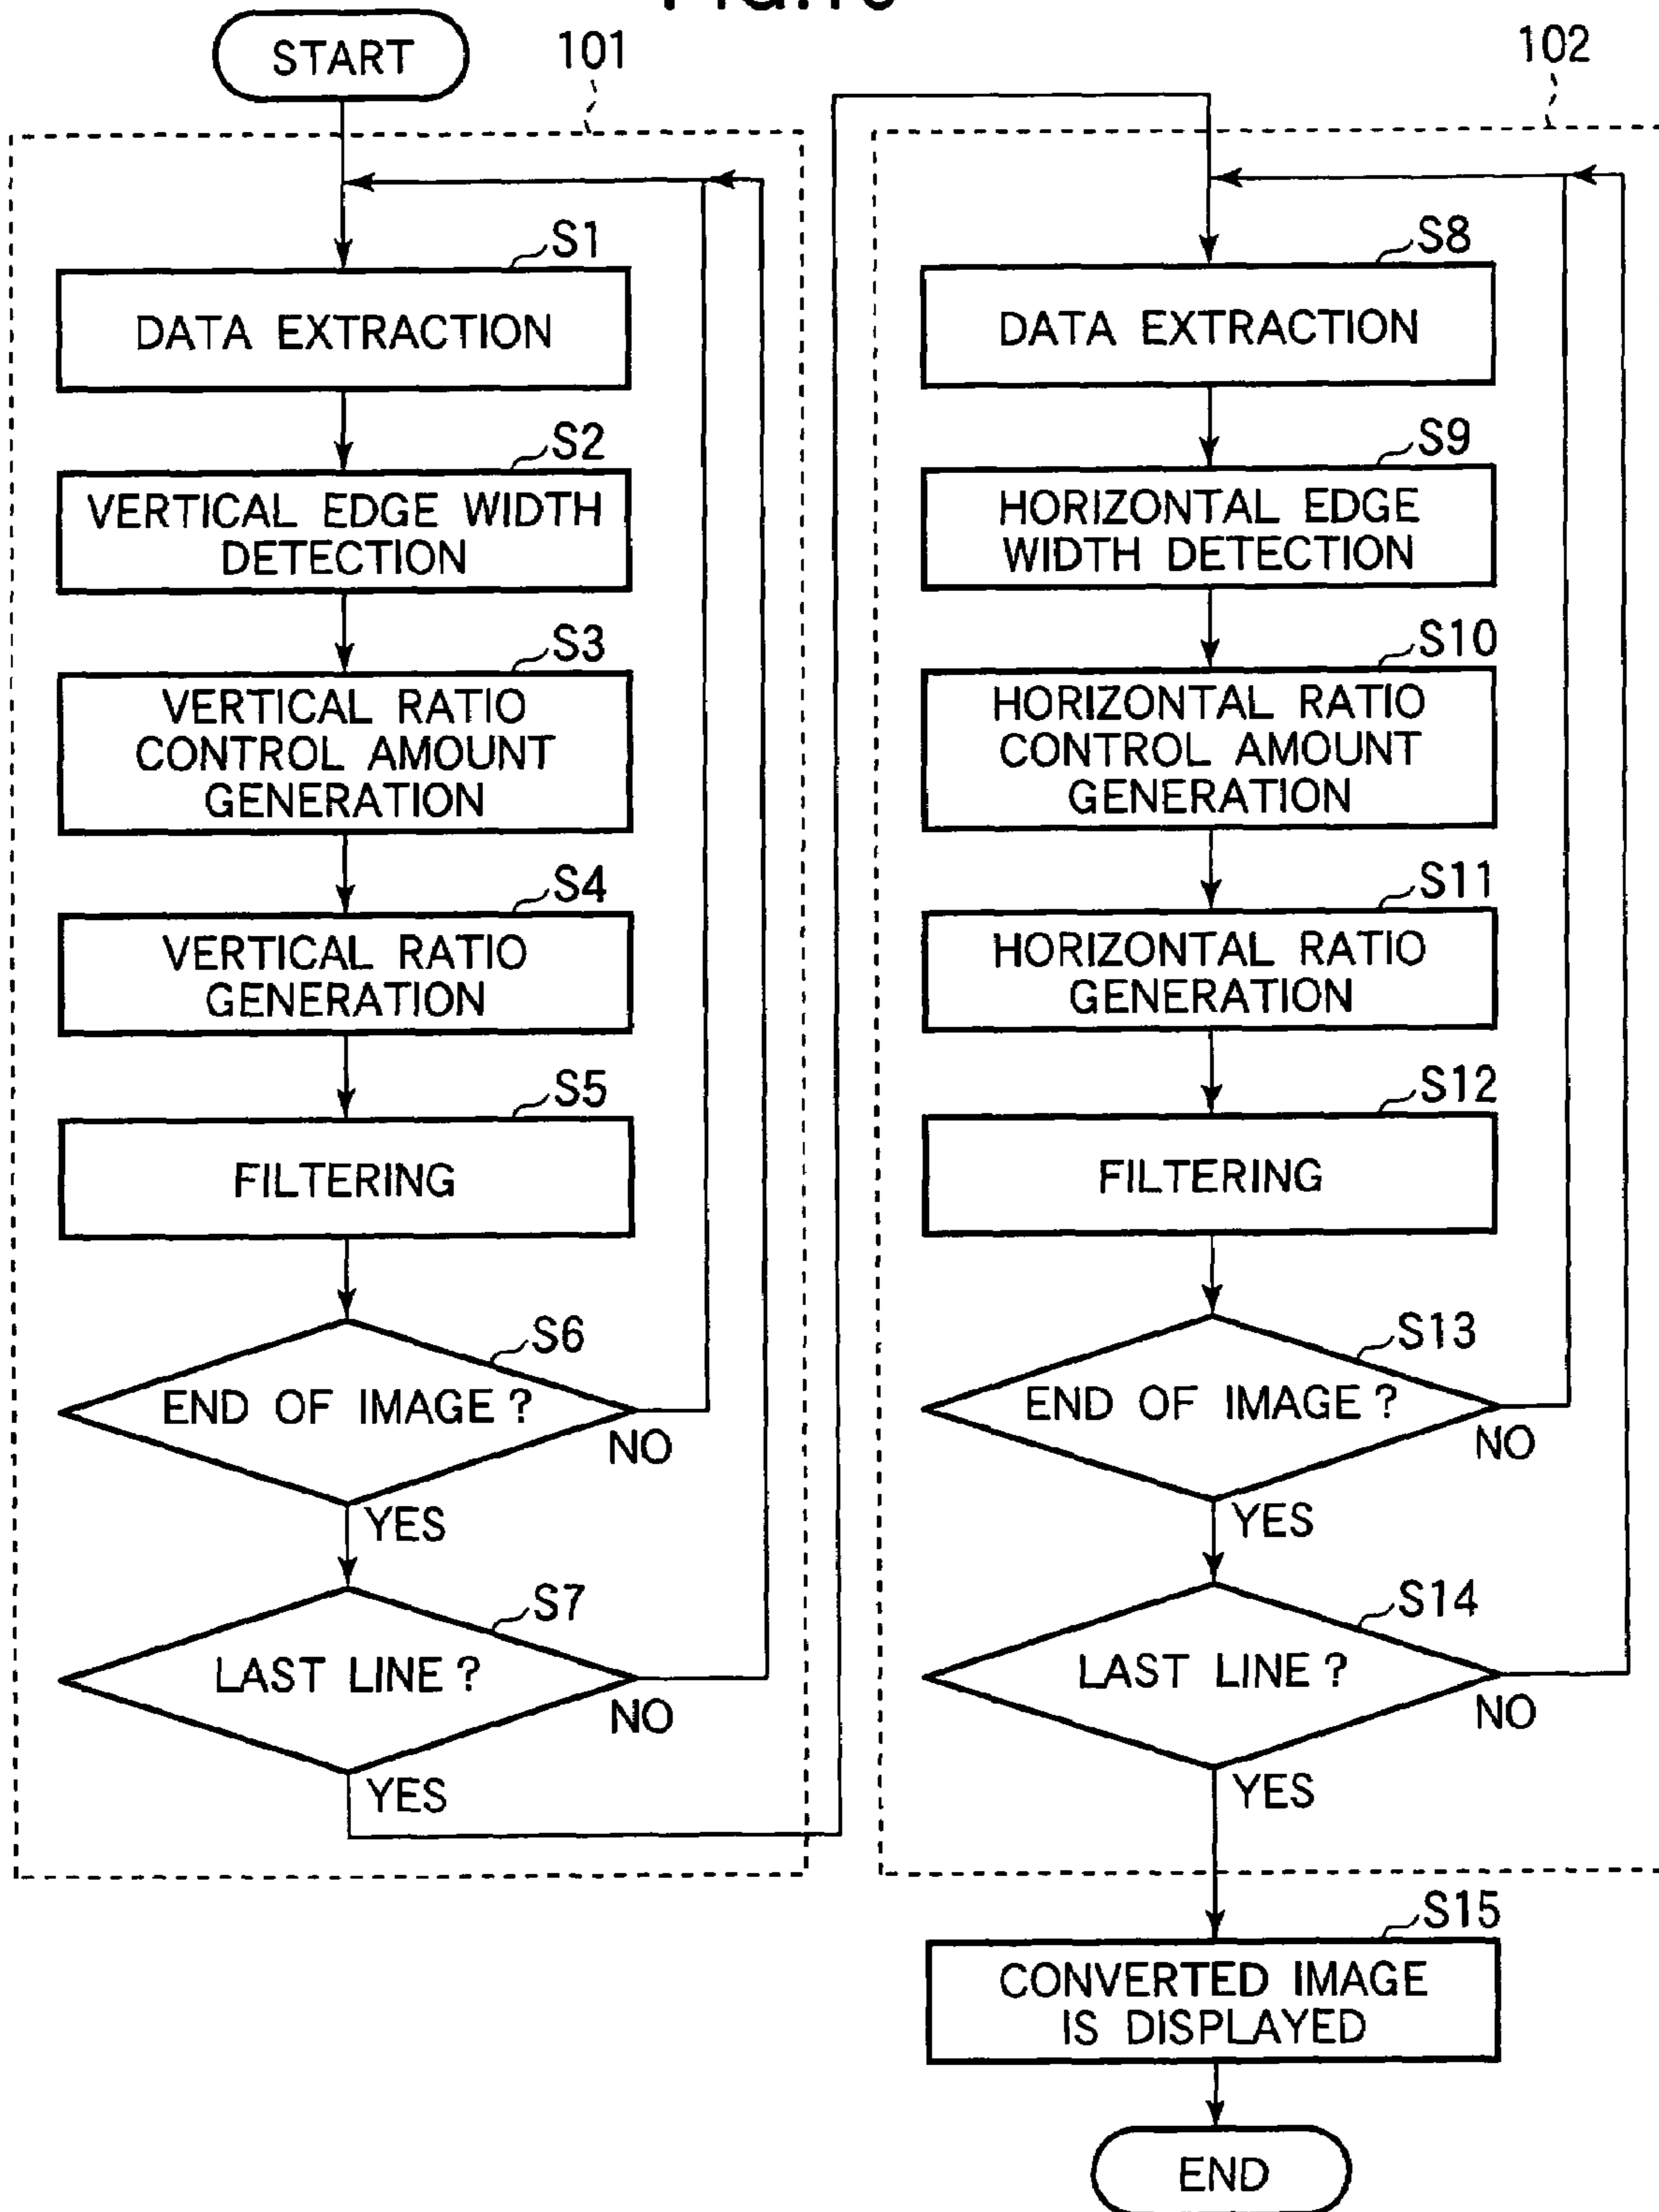 START
101
S1
DATA EXTRACTION
S2
VERTICAL EDGE WIDTH
DETECTION
S3
VERTICAL RATIO
CONTROL AMOUNT
GENERATION
S4
VERTICAL RATIO
GENERATION
S5
FILTERING
S6
END OF IMAGE?
NO
YES
S7
LAST LINE?
NO
YES
102
S8
DATA EXTRACTION
S9
HORIZONTAL EDGE
WIDTH DETECTION
S10
HORIZONTAL RATIO
CONTROL AMOUNT
GENERATION
S11
HORIZONTAL RATIO
GENERATION
S12
FILTERING
S13
END OF IMAGE?
NO
YES
S14
LAST LINE?
NO
YES
S15
CONVERTED IMAGE
IS DISPLAYED
END